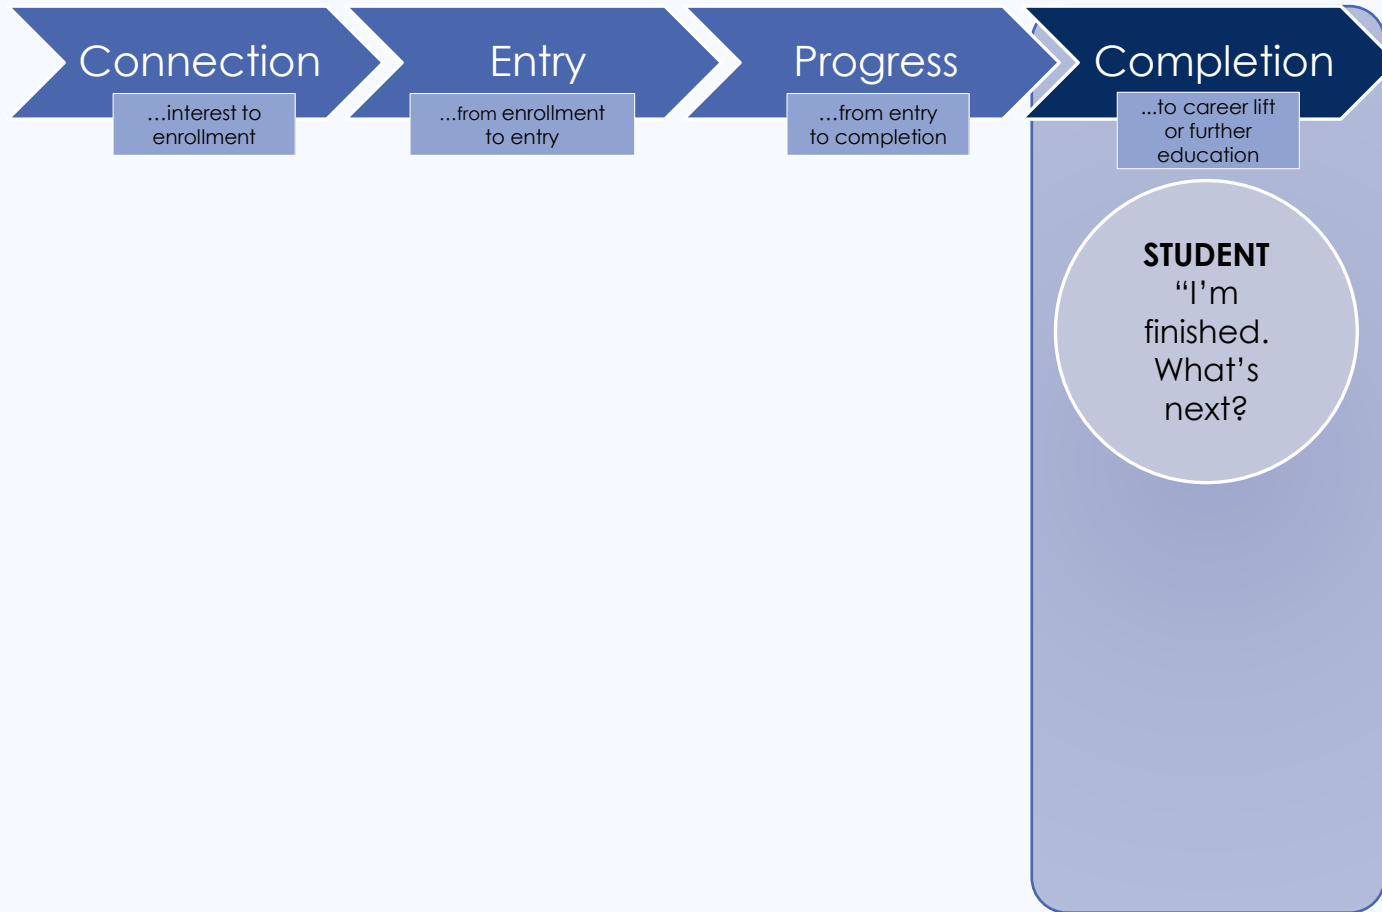 Connection
...interest to
enrollment
Entry
...from enrollment
to entry
Progress
...from entry
to completion
Completion
...to career lift
or further
education
STUDENT
“I’m
finished.
What’s
next?